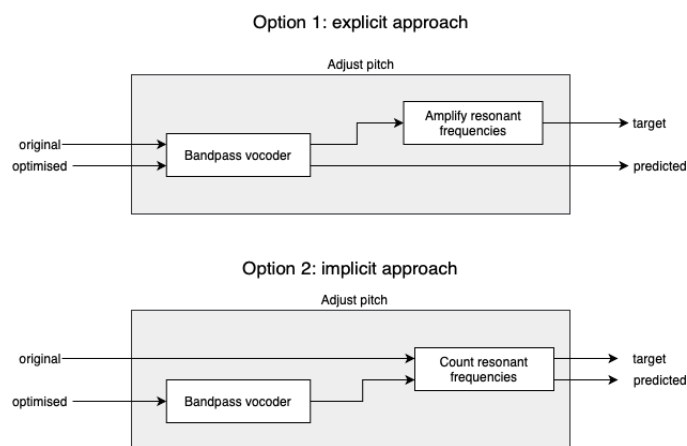 Option 1: explicit approach
Adjust pitch
Amplify resonant
frequencies
target
original
Bandpass vocoder
optimised
predicted
Option 2: implicit approach
Adjust pitch
original
Count resonant
frequencies
target
predicted
optimised
Bandpass vocoder